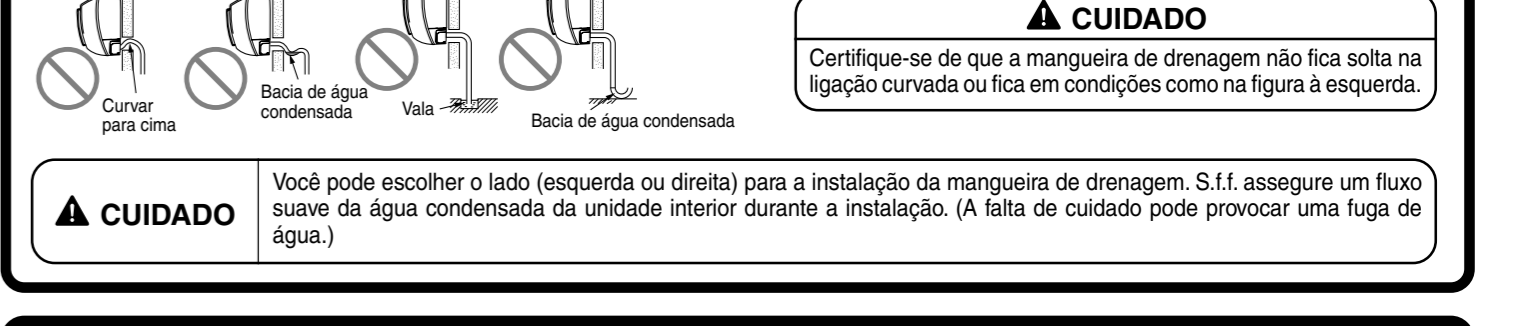 CUIDADO
Certifique-se de que a mangueira de drenagem não fica solta na
ligação curvada ou fica em condições como na figura à esquerda.
Curvar
para cima
Bacia de água
condensada
Vala
Bacia de água condensada
CUIDADO
Você pode escolher o lado (esquerda ou direita) para a instalação da mangueira de drenagem. S.f.f. assegure um fluxo
suave da água condensada da unidade interior durante a instalação. (A falta de cuidado pode provocar uma fuga de
água.)